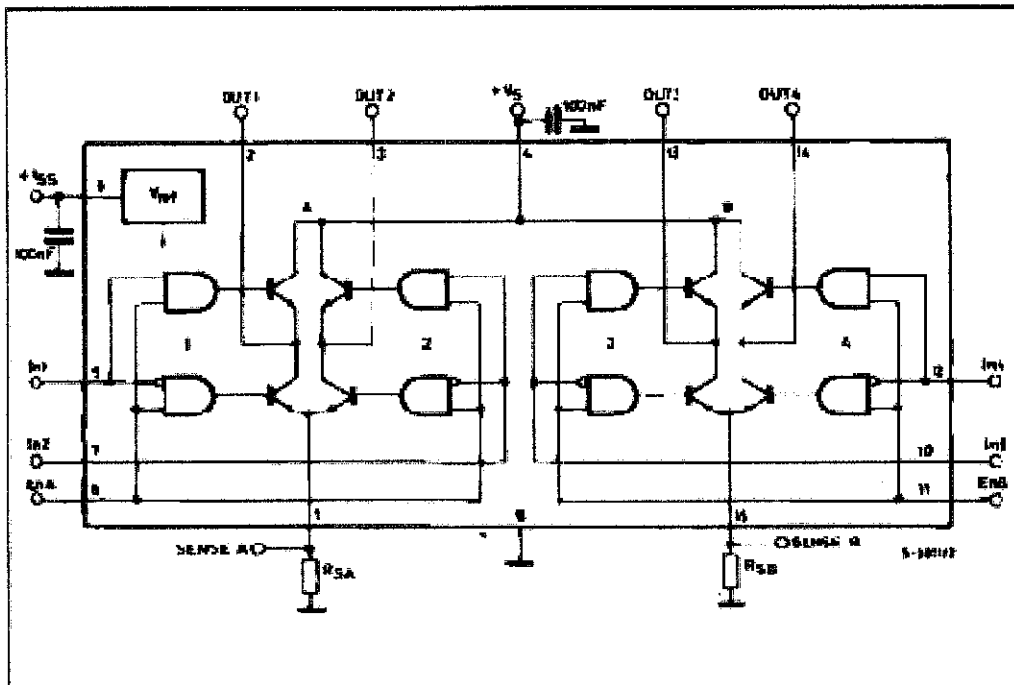 OUT1
OUT2
+VS
100nF
OUT3
OUT4
2
3
4
13
14
+VSS
Vref
100nF
A
B
1
2
3
4
In1
5
12
In4
In2
7
10
In3
EnA
6
11
EnB
1
8
15
SENSE A
RSA
RSB